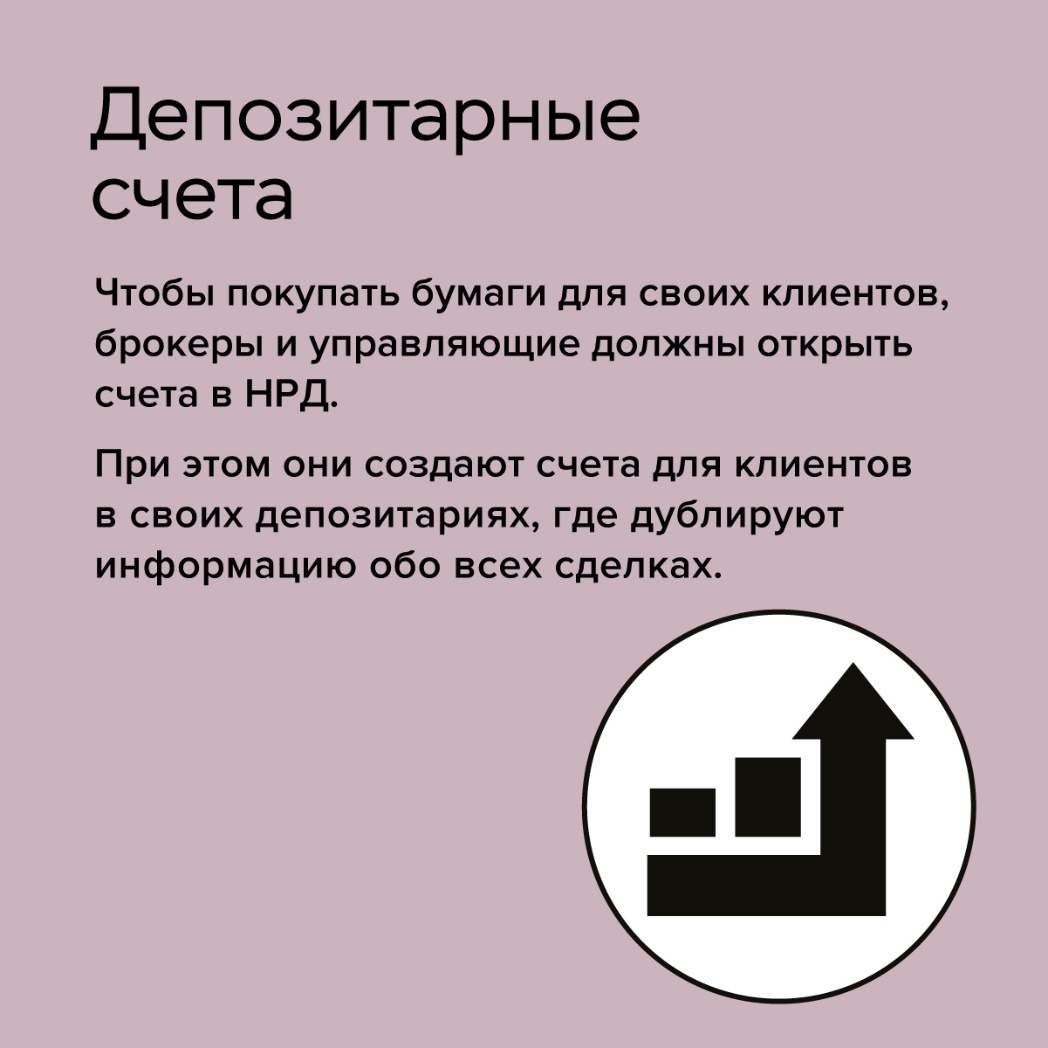 Депозитарные
счета
Чтобы покупать бумаги для своих клиентов,
брокеры и управляющие должны открыть
счета в НРД.
При этом они создают счета для клиентов
в своих депозитариях, где дублируют
информацию обо всех сделках.